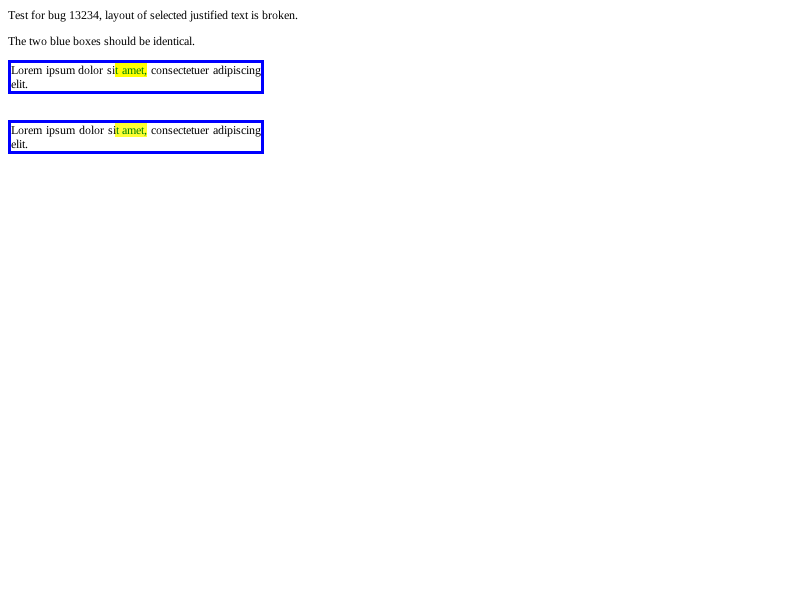 Test for bug 13234, layout of selected justified text is broken.
The two blue boxes should be identical.
Lorem ipsum dolor sit amet, consectetuer adipiscing
elit.
Lorem ipsum dolor sit amet, consectetuer adipiscing
elit.